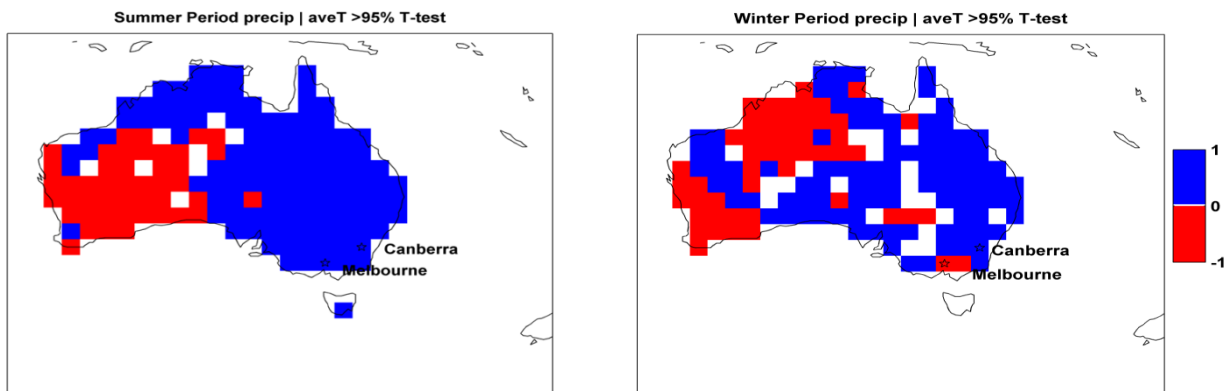 Summer Period precip | aveT >95% T-test
Winter Period precip | aveT >95% T-test
Canberra
Melbourne
Canberra
Melbourne
1
0
-1